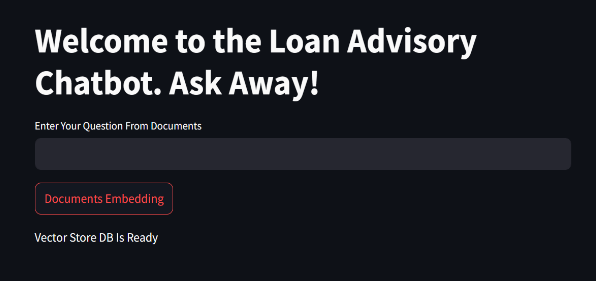 Welcome to the Loan Advisory
Chatbot. Ask Away!
Enter Your Question From Documents
Documents Embedding
Vector Store DB Is Ready